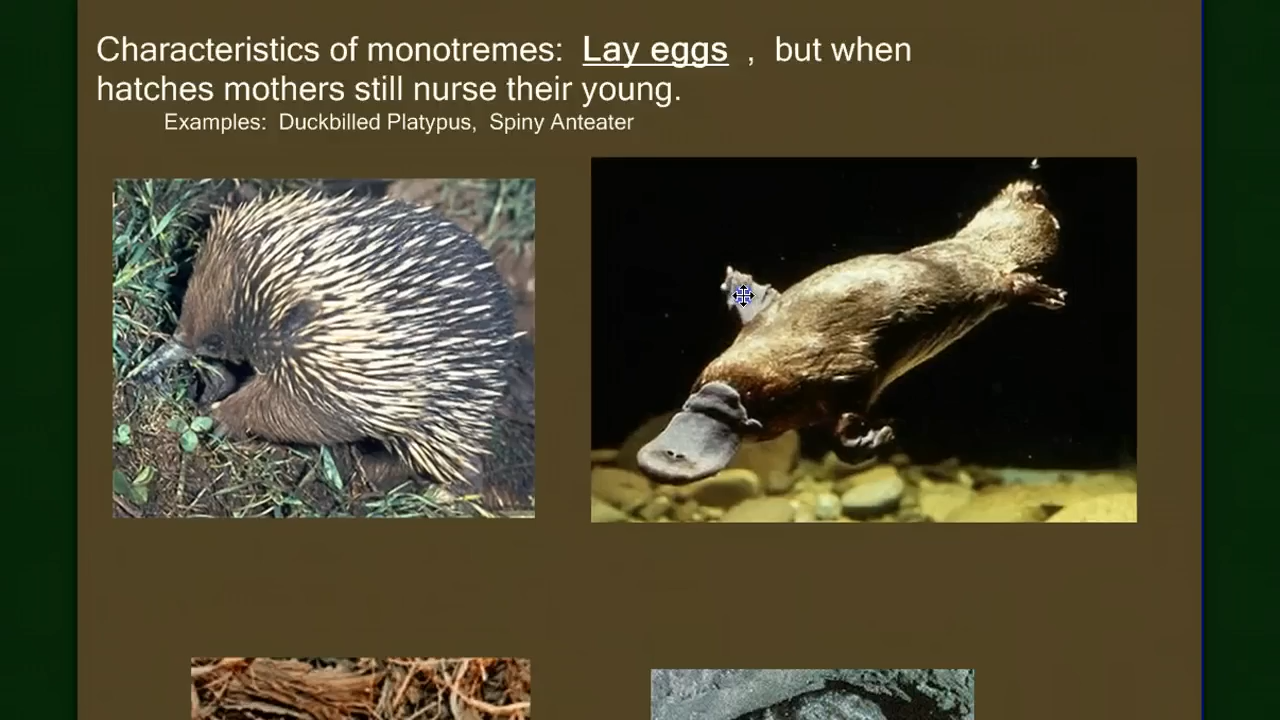 Characteristics of monotremes: Lay eggs , but when
hatches mothers still nurse their young.
Examples: Duckbilled Platypus, Spiny Anteater